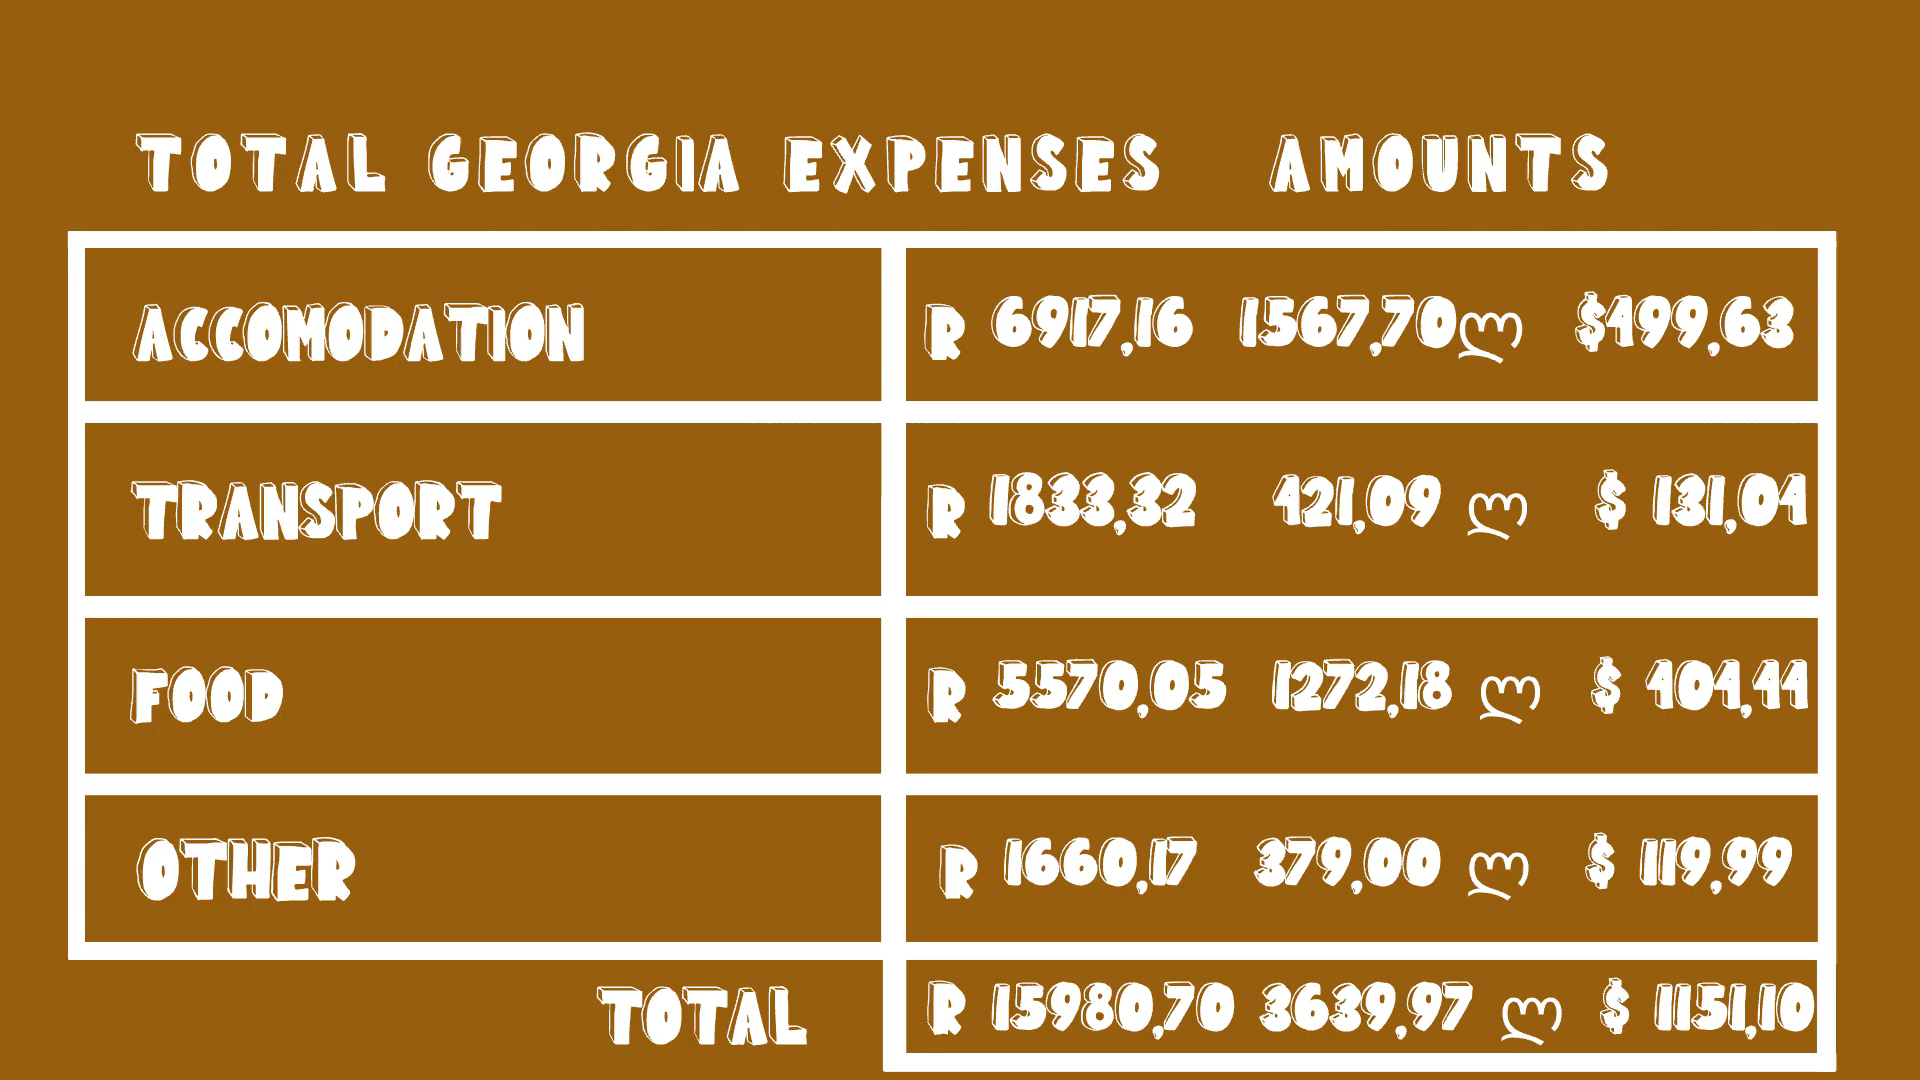 TOTAL GEORGIA EXPENSES AMOUNTS
ACCOMODATION R 6917,16 1567,70ლ $499,63
TRANSPORT R 1833,32 421,09 ლ $ 131,04
FOOD R 5570,05 1272,18 ლ $ 404,44
OTHER R 1660,17 379,00 ლ $ 119,99
TOTAL R 15980,70 3639,97 ლ $ 1151,10